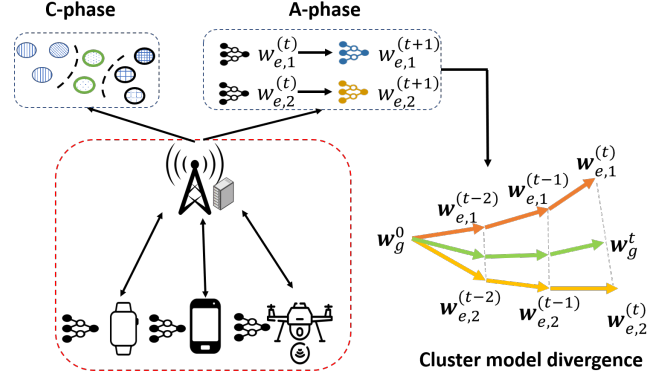 C-phase
A-phase
w_{e,1}^{(t)} w_{e,1}^{(t+1)}
w_{e,2}^{(t)} w_{e,2}^{(t+1)}
w_{e,1}^{(t)}
w_{e,1}^{(t-1)}
w_{e,1}^{(t-2)}
w_g^0
w_g^t
w_{e,2}^{(t-2)} w_{e,2}^{(t-1)} w_{e,2}^{(t)}
Cluster model divergence